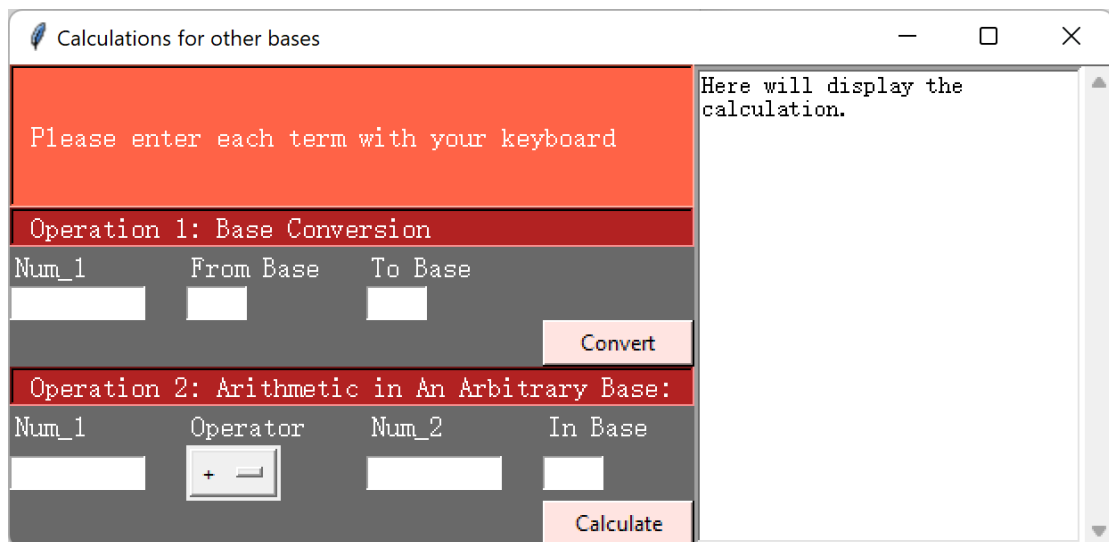 Calculations for other bases
Please enter each term with your keyboard
Operation 1: Base Conversion
Num_1 From Base To Base
Convert
Operation 2: Arithmetic in An Arbitrary Base:
Num_1 Operator Num_2 In Base
+
Calculate
Here will display the
calculation.